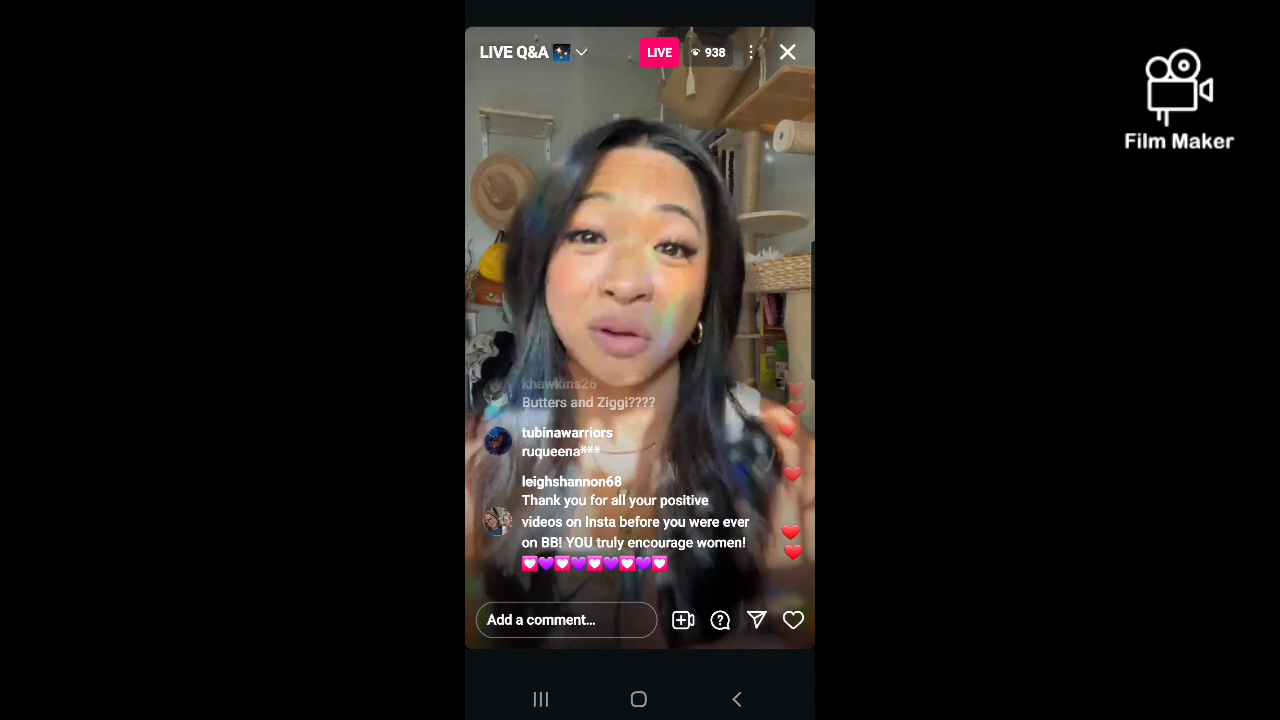 LIVE Q&A
LIVE
938
Film Maker
khawkins26
Butters and Ziggi????
tubinawarriors
ruqueena***
leighshannon68
Thank you for all your positive
videos on Insta before you were ever
on BB! YOU truly encourage women!
Add a comment...